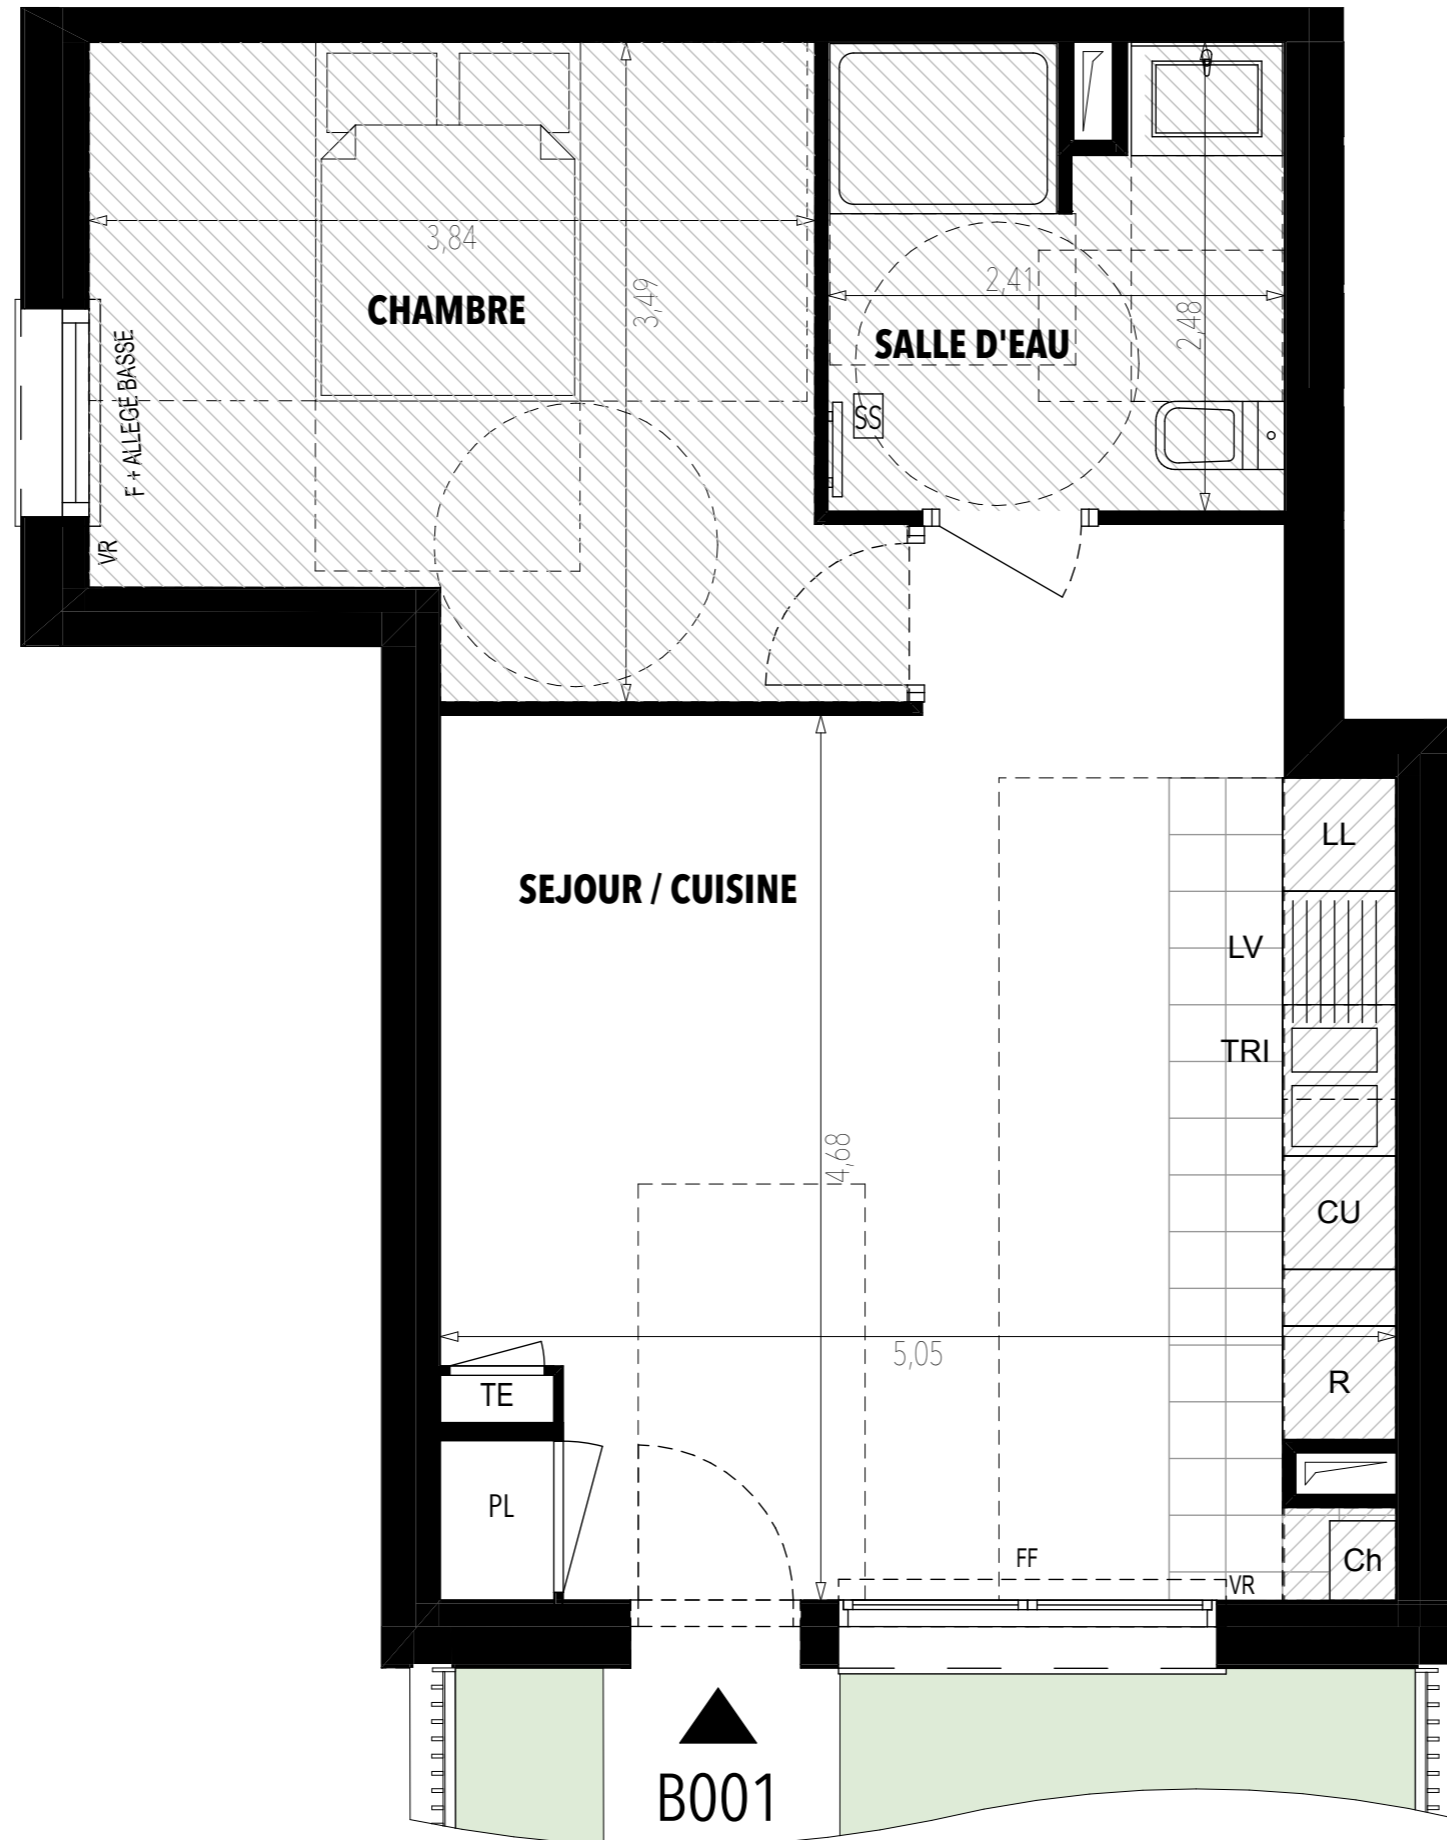 3,84
3,49
CHAMBRE
F + ALLEGE BASSE
VR
2,41
2,48
SALLE D'EAU
SS
SEJOUR / CUISINE
LL
LV
TRI
4,68
CU
5,05
R
TE
PL
FF
VR
Ch
B001